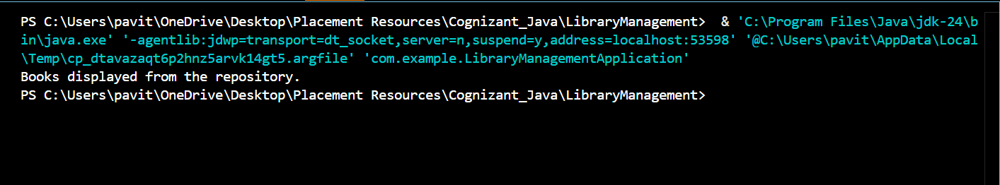 PS C:\Users\pavit\OneDrive\Desktop\Placement Resources\Cognizant_Java\LibraryManagement>  & 'C:\Program Files\Java\jdk-24\b
in\java.exe' '-agentlib:jdwp=transport=dt_socket,server=n,suspend=y,address=localhost:53598' '@C:\Users\pavit\AppData\Local
\Temp\cp_dtavazaqt6p2hnz5arvk14gt5.argfile' 'com.example.LibraryManagementApplication'
Books displayed from the repository.
PS C:\Users\pavit\OneDrive\Desktop\Placement Resources\Cognizant_Java\LibraryManagement>